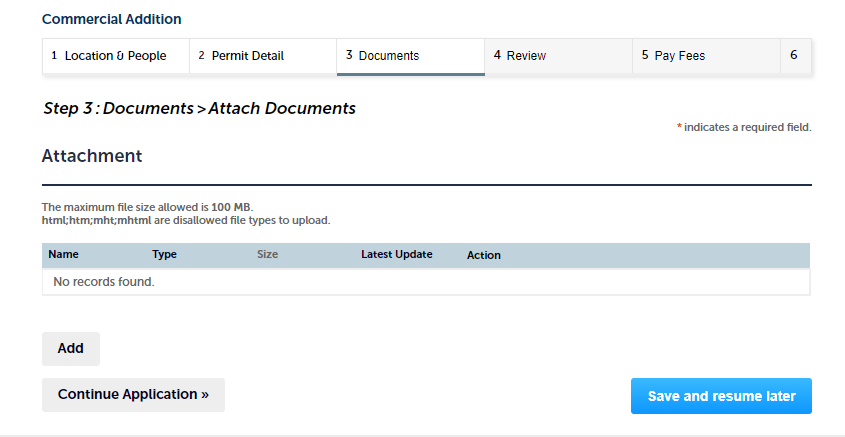 Commercial Addition
1 Location & People 2 Permit Detail 3 Documents 4 Review 5 Pay Fees 6
Step 3 : Documents > Attach Documents
* indicates a required field.
Attachment
The maximum file size allowed is 100 MB.
html;htm;mht;mhtml are disallowed file types to upload.
Name Type Size Latest Update Action
No records found.
Add
Continue Application » Save and resume later